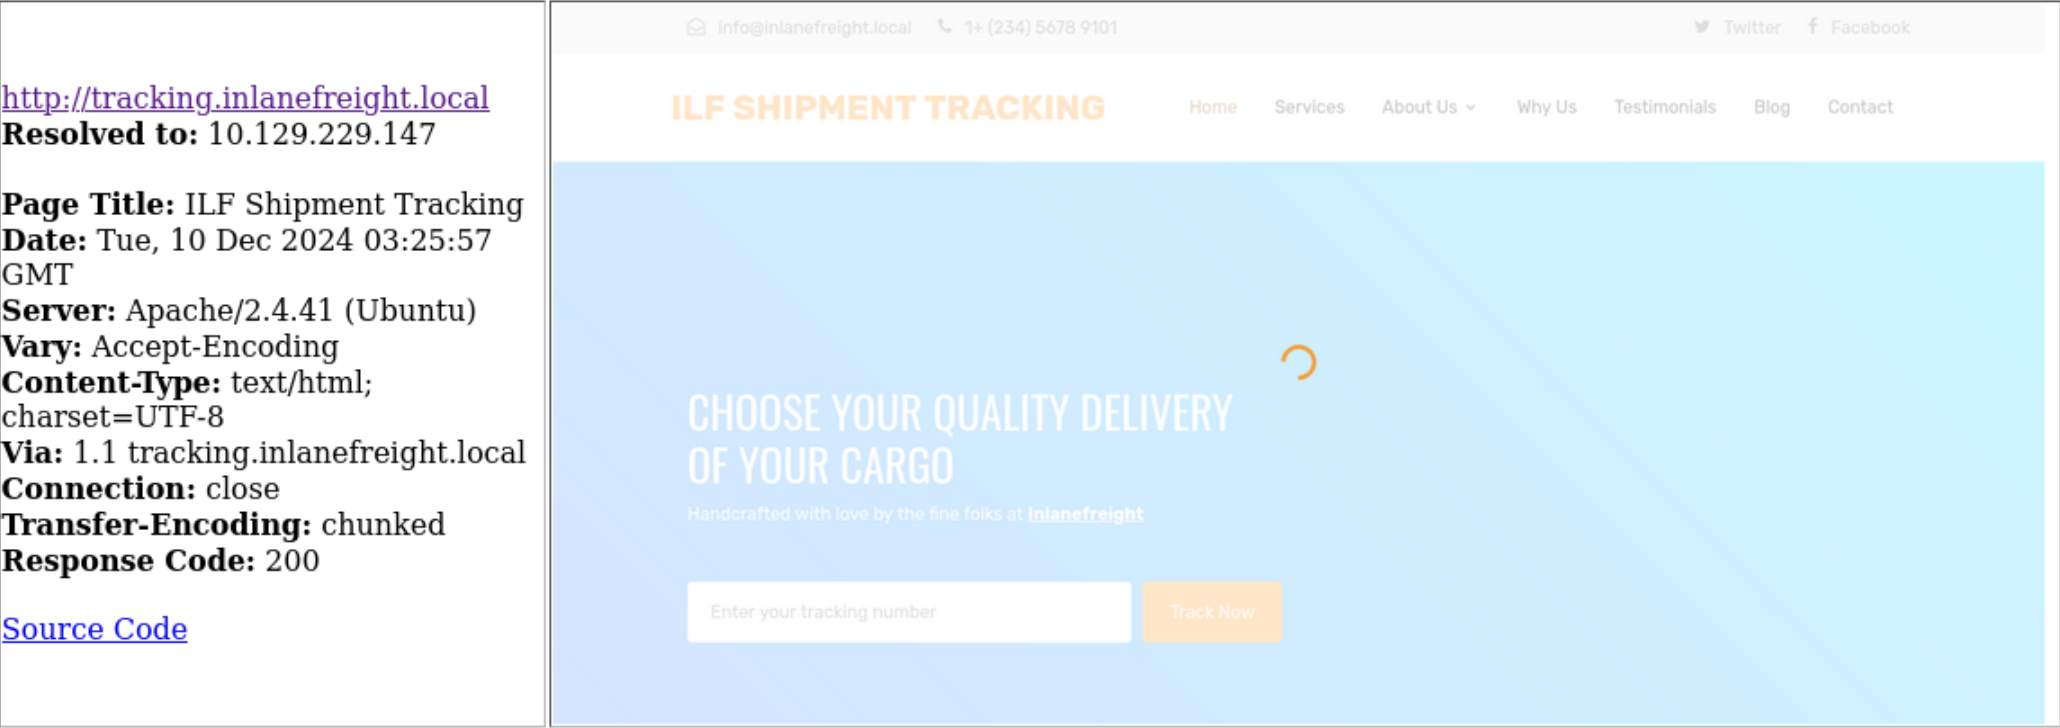 http://tracking.inlanefreight.local
Resolved to: 10.129.229.147
Page Title: ILF Shipment Tracking
Date: Tue, 10 Dec 2024 03:25:57
GMT
Server: Apache/2.4.41 (Ubuntu)
Vary: Accept-Encoding
Content-Type: text/html;
charset=UTF-8
Via: 1.1 tracking.inlanefreight.local
Connection: close
Transfer-Encoding: chunked
Response Code: 200
Source Code
info@inlanefreight.local 1+ (234) 5678 9101 Twitter Facebook
ILF SHIPMENT TRACKING Home Services About Us Why Us Testimonials Blog Contact
CHOOSE YOUR QUALITY DELIVERY
OF YOUR CARGO
Handcrafted with love by the fine folks at Inlanefreight
Enter your tracking number Track Now